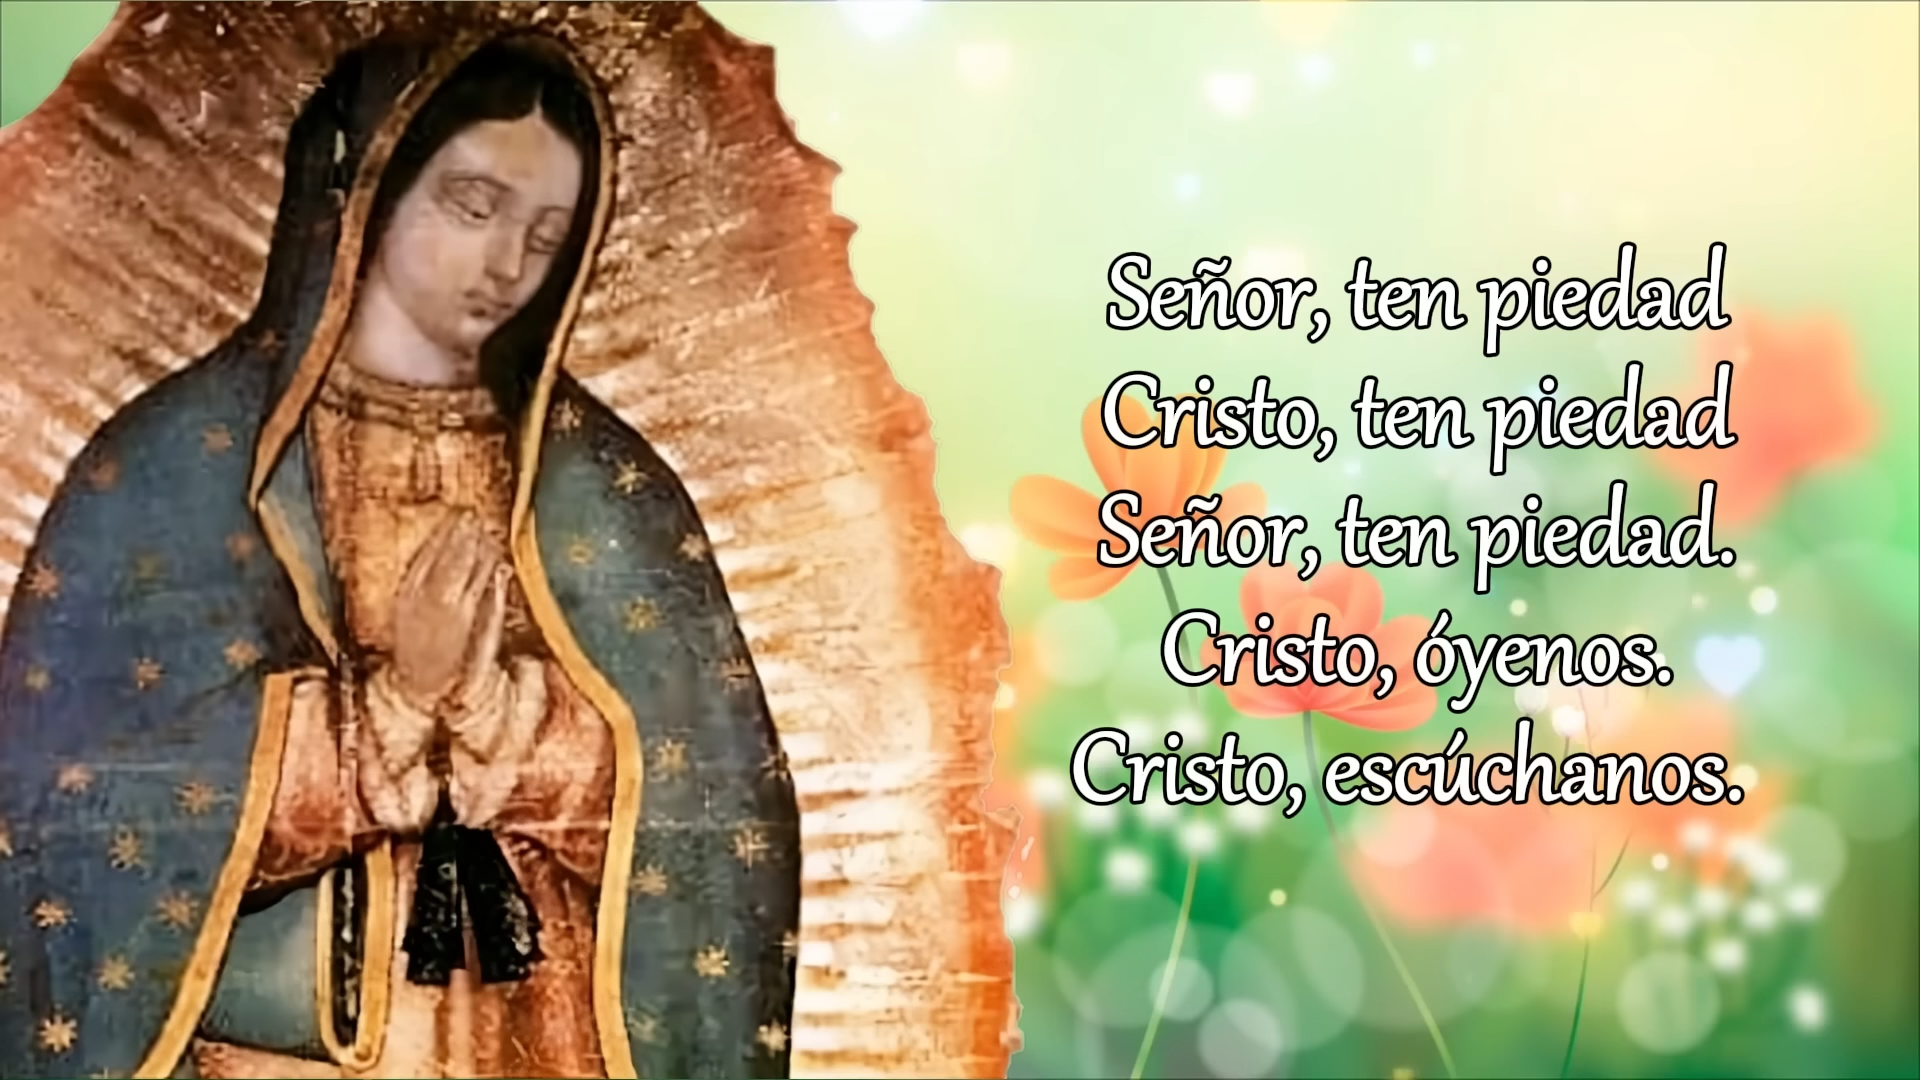 Señor, ten piedad
Cristo, ten piedad
Señor, ten piedad.
Cristo, óyenos.
Cristo, escúchanos.